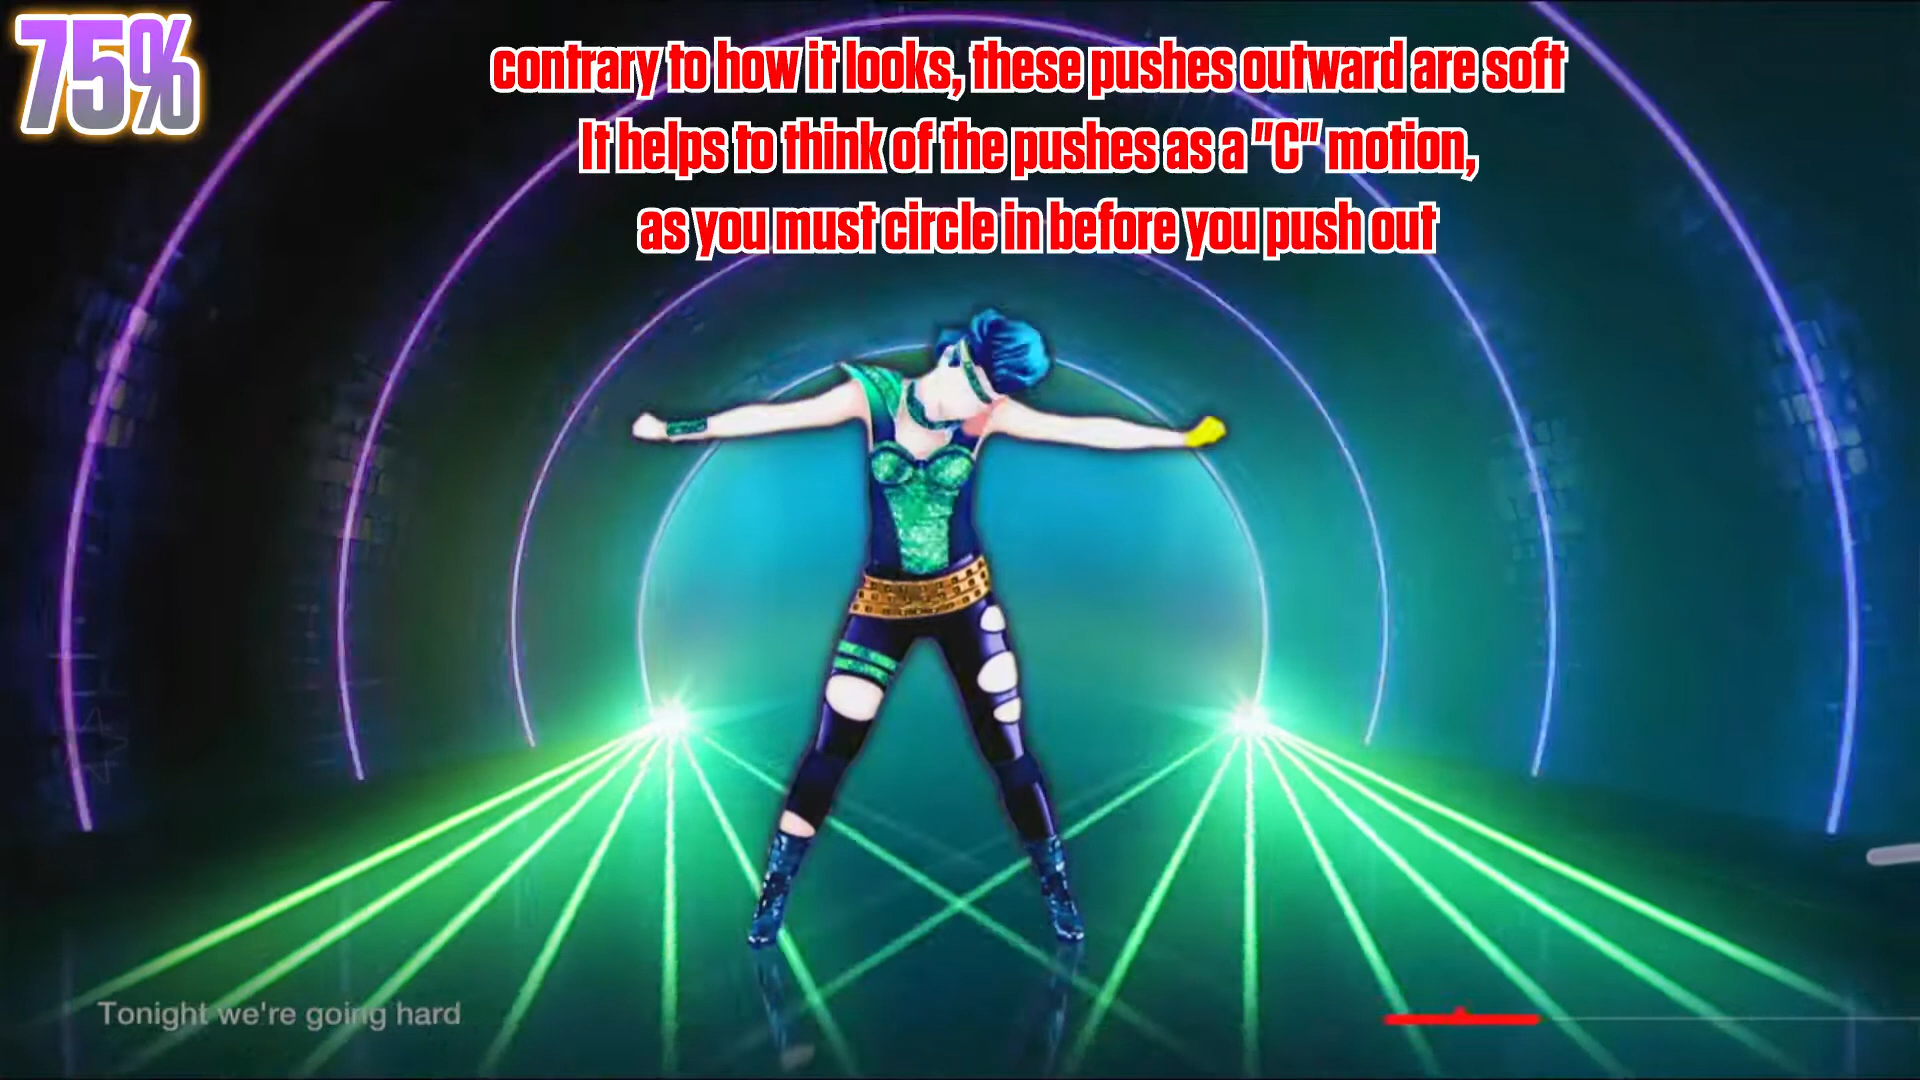 75%
contrary to how it looks, these pushes outward are soft
It helps to think of the pushes as a "C" motion,
as you must circle in before you push out
Tonight we're going hard